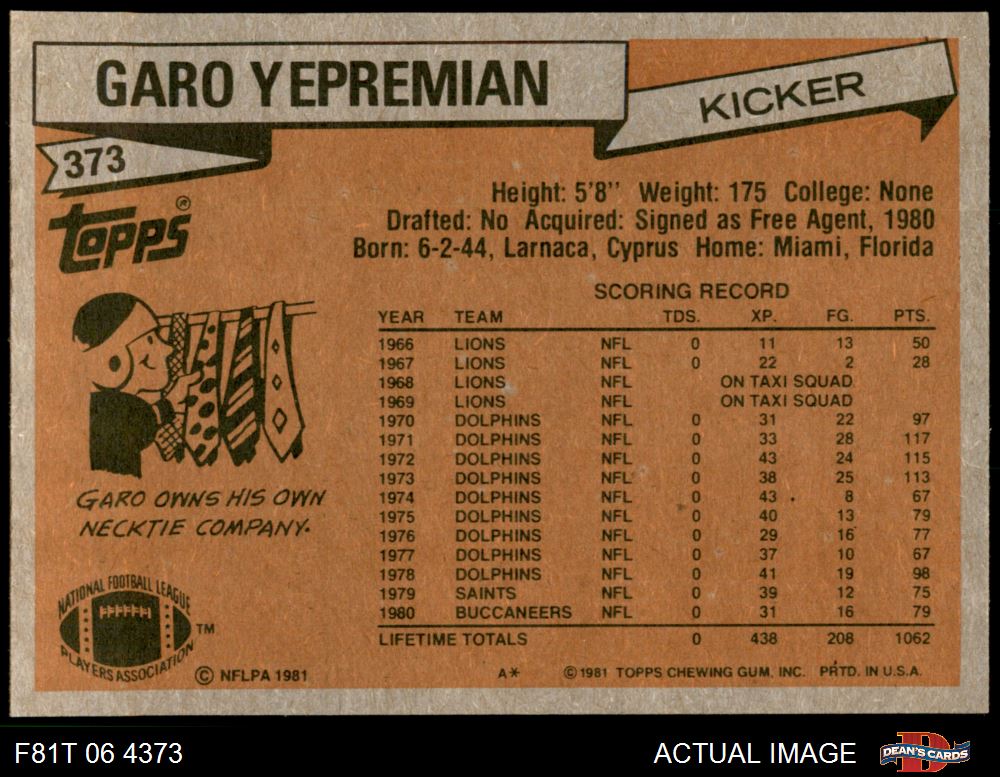 GARO YEPREMIAN
KICKER
373
TOPPS®
Height: 5'8'' Weight: 175 College: None
Drafted: No Acquired: Signed as Free Agent, 1980
Born: 6-2-44, Larnaca, Cyprus Home: Miami, Florida
SCORING RECORD
YEAR TEAM TDS. XP. FG. PTS.
1966 LIONS NFL 0 11 13 50
1967 LIONS NFL 0 22 2 28
1968 LIONS NFL ON TAXI SQUAD
1969 LIONS NFL ON TAXI SQUAD
1970 DOLPHINS NFL 0 31 22 97
1971 DOLPHINS NFL 0 33 28 117
1972 DOLPHINS NFL 0 43 24 115
1973 DOLPHINS NFL 0 38 25 113
1974 DOLPHINS NFL 0 43 8 67
1975 DOLPHINS NFL 0 40 13 79
1976 DOLPHINS NFL 0 29 16 77
1977 DOLPHINS NFL 0 37 10 67
1978 DOLPHINS NFL 0 41 19 98
1979 SAINTS NFL 0 39 12 75
1980 BUCCANEERS NFL 0 31 16 79
LIFETIME TOTALS 0 438 208 1062
GARO OWNS HIS OWN
NECKTIE COMPANY.
NATIONAL FOOTBALL LEAGUE
PLAYERS ASSOCIATION
TM
© NFLPA 1981
A* © 1981 TOPPS CHEWING GUM, INC. PRTD. IN U.S.A.
F81T 06 4373
ACTUAL IMAGE
DEAN'S CARDS